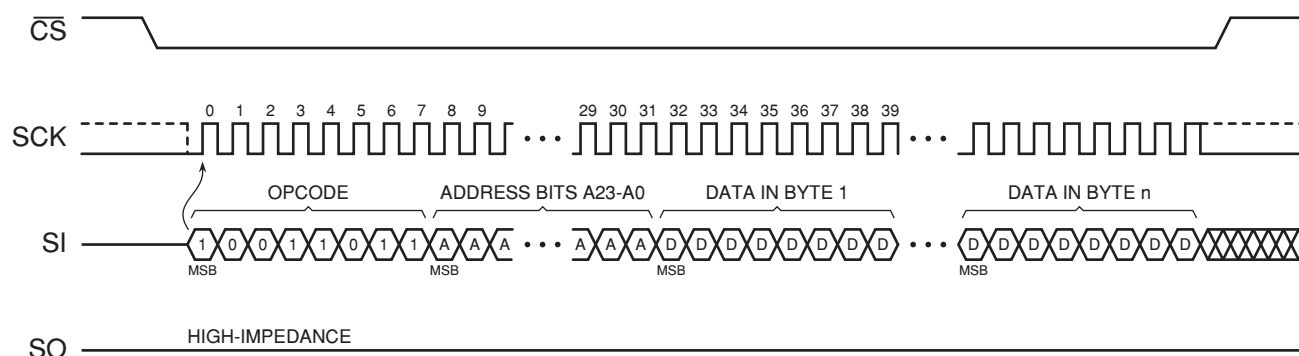 CS
0 1 2 3 4 5 6 7 8 9 29 30 31 32 33 34 35 36 37 38 39
SCK
OPCODE ADDRESS BITS A23-A0 DATA IN BYTE 1 DATA IN BYTE n
SI 1 0 0 1 1 0 1 1 A A A A A A D D D D D D D D D D D D D D D D
MSB MSB MSB MSB
HIGH-IMPEDANCE
SO